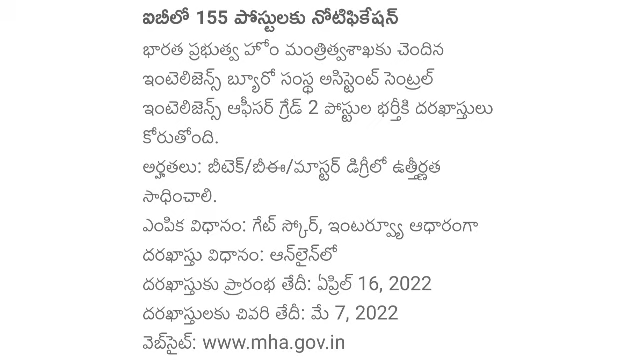 ఐబీలో 155 పోస్టులకు నోటిఫికేషన్
భారత ప్రభుత్వ హోం మంత్రిత్వశాఖకు చెందిన
ఇంటెలిజెన్స్ బ్యూరో సంస్థ అసిస్టెంట్ సెంట్రల్
ఇంటెలిజెన్స్ ఆఫీసర్ గ్రేడ్ 2 పోస్టుల భర్తీకి దరఖాస్తులు
కోరుతోంది.
అర్హతలు: బీటెక్/బీఈ/మాస్టర్ డిగ్రీలో ఉత్తీర్ణత
సాధించాలి.
ఎంపిక విధానం: గేట్ స్కోర్, ఇంటర్వ్యూ ఆధారంగా
దరఖాస్తు విధానం: ఆన్‌లైన్‌లో
దరఖాస్తుకు ప్రారంభ తేదీ: ఏప్రిల్ 16, 2022
దరఖాస్తులకు చివరి తేదీ: మే 7, 2022
వెబ్‌సైట్: www.mha.gov.in